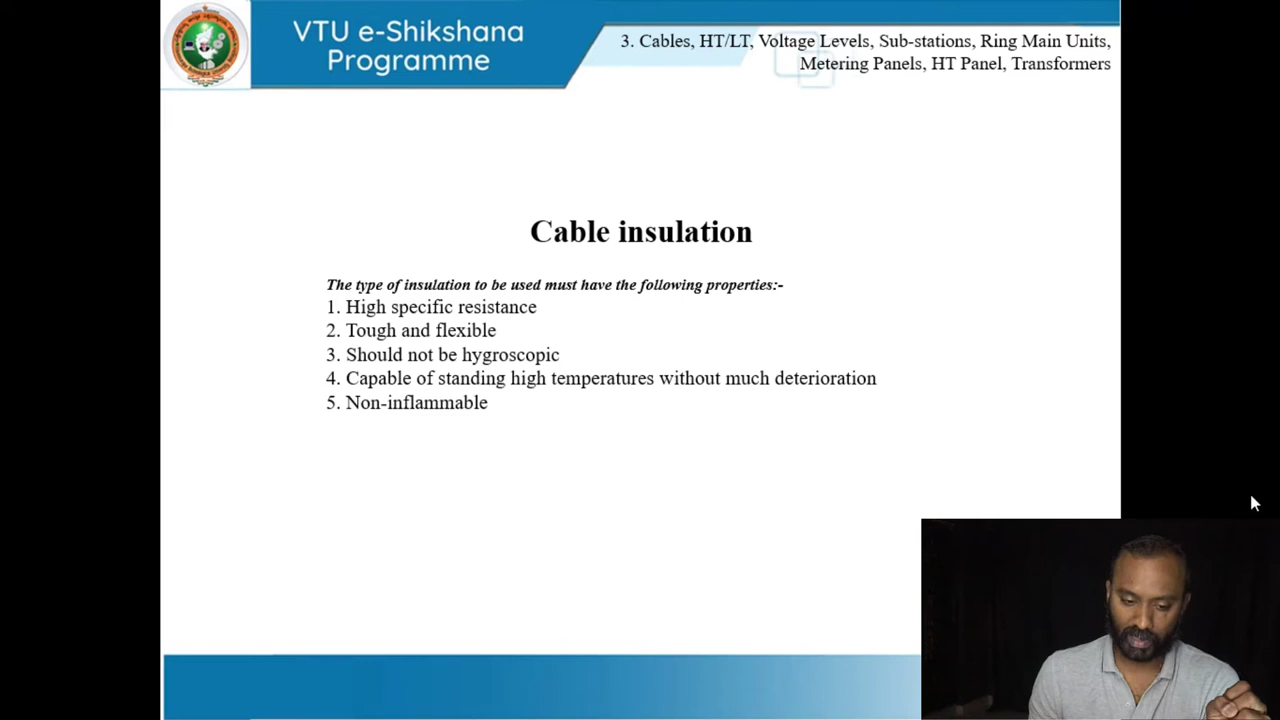 VTU e-Shikshana
Programme
3. Cables, HT/LT, Voltage Levels, Sub-stations, Ring Main Units,
Metering Panels, HT Panel, Transformers
Cable insulation
The type of insulation to be used must have the following properties:-
1. High specific resistance
2. Tough and flexible
3. Should not be hygroscopic
4. Capable of standing high temperatures without much deterioration
5. Non-inflammable